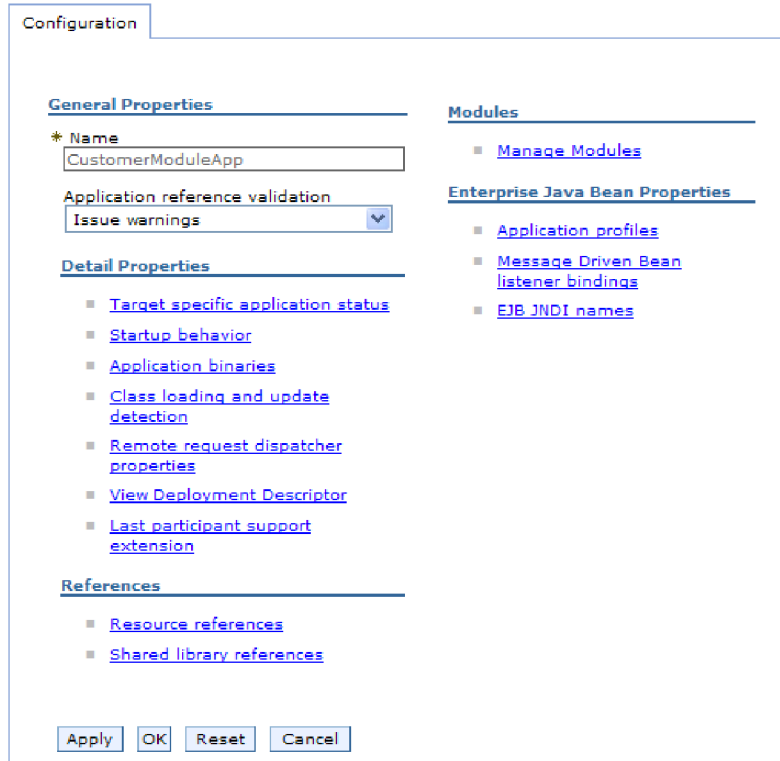 Configuration
General Properties
* Name
CustomerModuleApp
Application reference validation
Issue warnings
Detail Properties
Target specific application status
Startup behavior
Application binaries
Class loading and update
detection
Remote request dispatcher
properties
View Deployment Descriptor
Last participant support
extension
References
Resource references
Shared library references
Modules
Manage Modules
Enterprise Java Bean Properties
Application profiles
Message Driven Bean
listener bindings
EJB JNDI names
Apply OK Reset Cancel